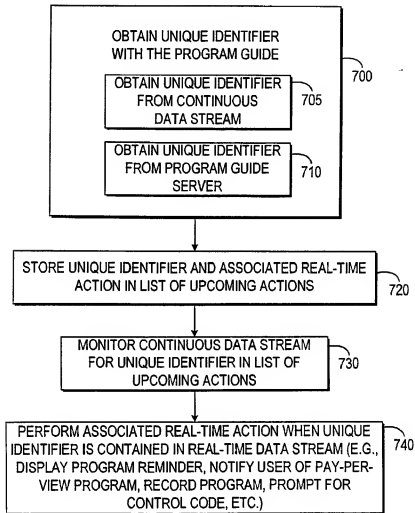 OBTAIN UNIQUE IDENTIFIER
WITH THE PROGRAM GUIDE
700
OBTAIN UNIQUE IDENTIFIER
FROM CONTINUOUS
DATA STREAM
705
OBTAIN UNIQUE IDENTIFIER
FROM PROGRAM GUIDE
SERVER
710
STORE UNIQUE IDENTIFIER AND ASSOCIATED REAL-TIME
ACTION IN LIST OF UPCOMING ACTIONS
720
MONITOR CONTINUOUS DATA STREAM
FOR UNIQUE IDENTIFIER IN LIST OF
UPCOMING ACTIONS
730
PERFORM ASSOCIATED REAL-TIME ACTION WHEN UNIQUE
IDENTIFIER IS CONTAINED IN REAL-TIME DATA STREAM (E.G.,
DISPLAY PROGRAM REMINDER, NOTIFY USER OF PAY-PER-
VIEW PROGRAM, RECORD PROGRAM, PROMPT FOR
CONTROL CODE, ETC.)
740